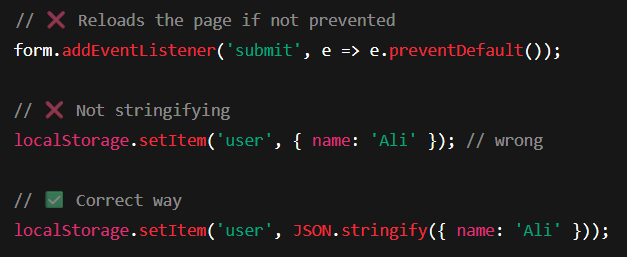 // ❌ Reloads the page if not prevented
form.addEventListener('submit', e => e.preventDefault());
// ❌ Not stringifying
localStorage.setItem('user', { name: 'Ali' }); // wrong
// ✅ Correct way
localStorage.setItem('user', JSON.stringify({ name: 'Ali' }));